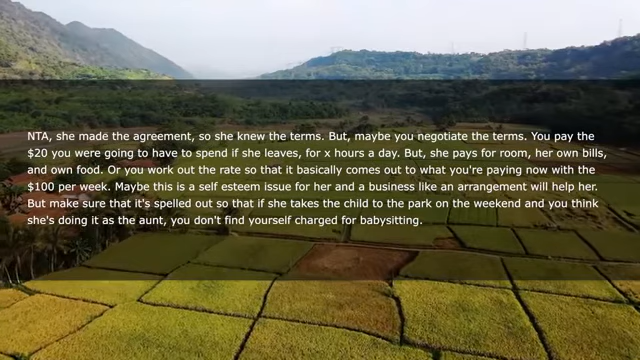 NTA, she made the agreement, so she knew the terms. But, maybe you negotiate the terms. You pay the
$20 you were going to have to spend if she leaves, for x hours a day. But, she pays for room, her own bills,
and own food. Or you work out the rate so that it basically comes out to what you're paying now with the
$100 per week. Maybe this is a self esteem issue for her and a business like an arrangement will help her.
But make sure that it's spelled out so that if she takes the child to the park on the weekend and you think
she's doing it as the aunt, you don't find yourself charged for babysitting.